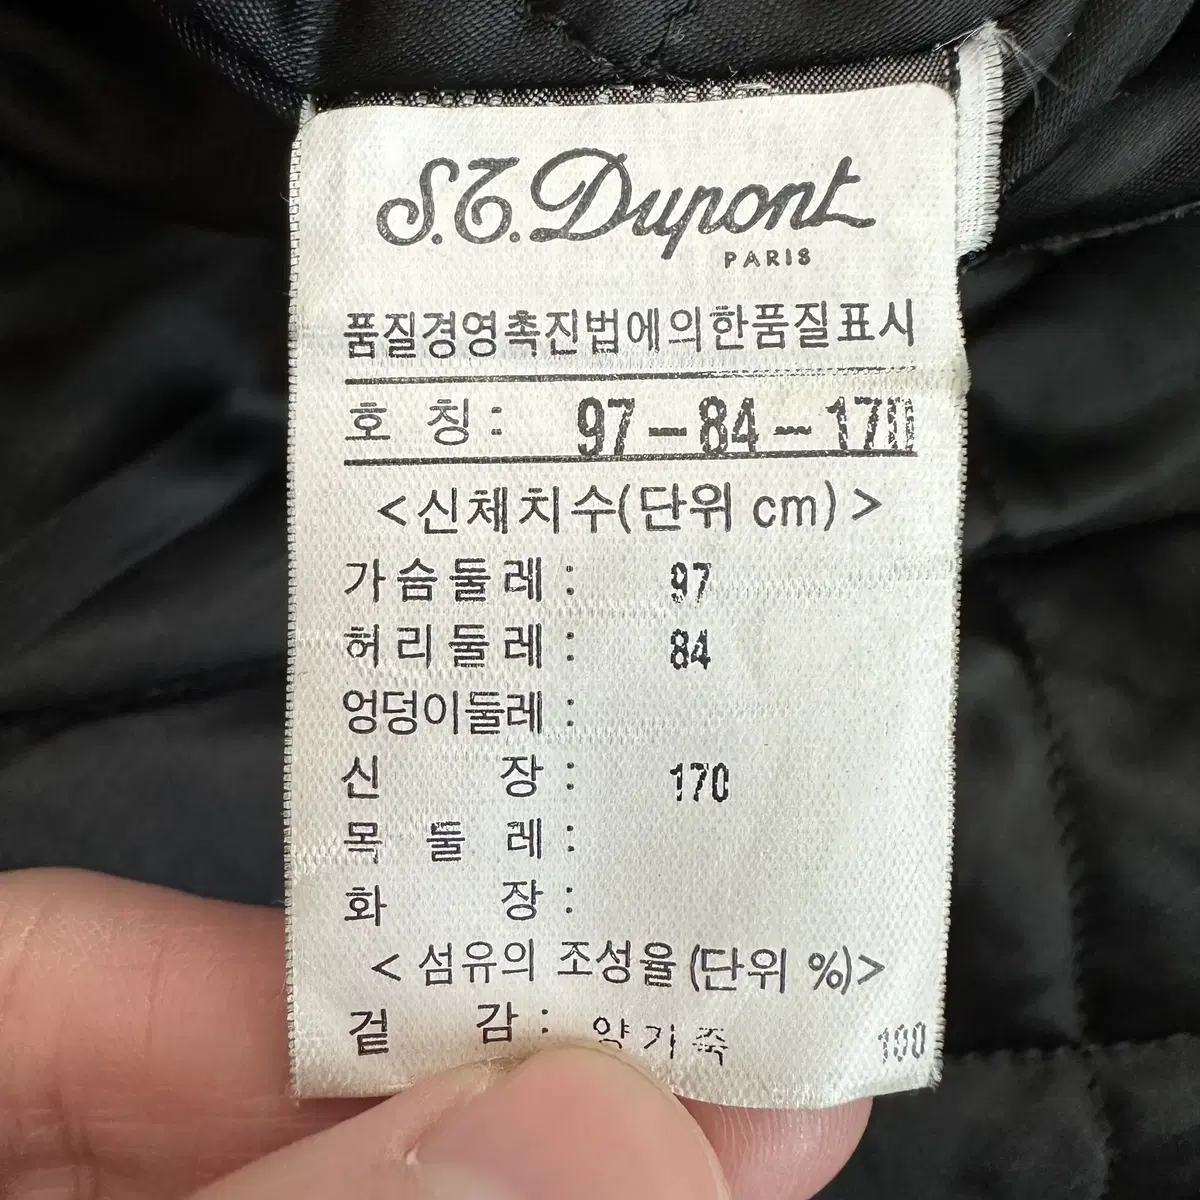 S.T. Dupont
PARIS
품질경영촉진법에의한품질표시
호 칭: 97-84-170
<신체치수(단위 cm)>
가슴둘레: 97
허리둘레: 84
엉덩이둘레:
신 장: 170
목 둘 레:
화 장:
<섬유의 조성율(단위 %)>
겉 감: 양가죽 100